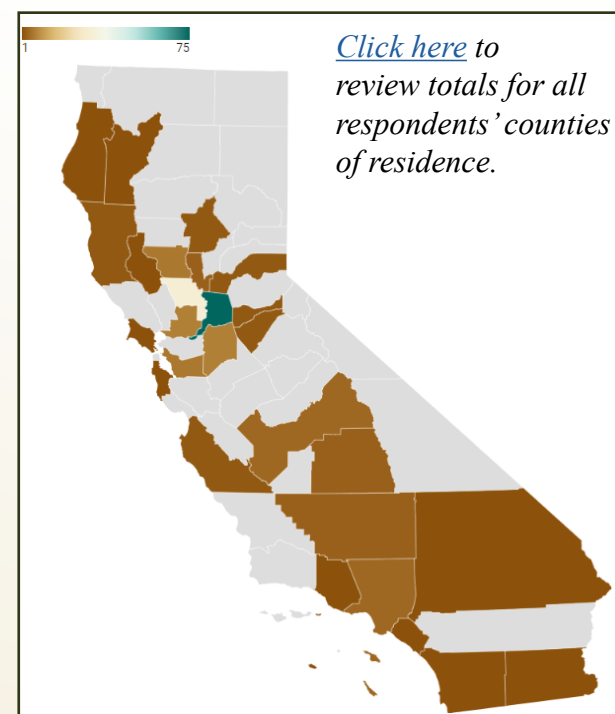 1 75
Click here to
review totals for all
respondents’ counties
of residence.